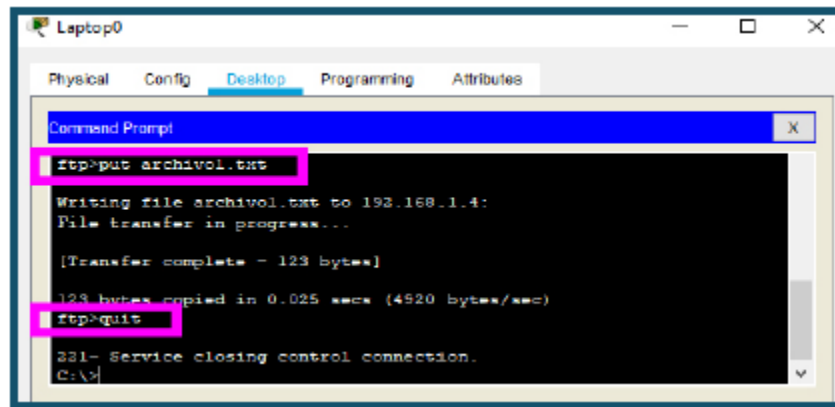 Laptop0
Physical Config Desktop Programming Attributes
Command Prompt
X
ftp>put archivo1.txt
Writing file archivo1.txt to 192.168.1.4:
File transfer in progress...
[Transfer complete - 123 bytes]
123 bytes copied in 0.025 secs (4920 bytes/sec)
ftp>quit
221- Service closing control connection.
C:\>